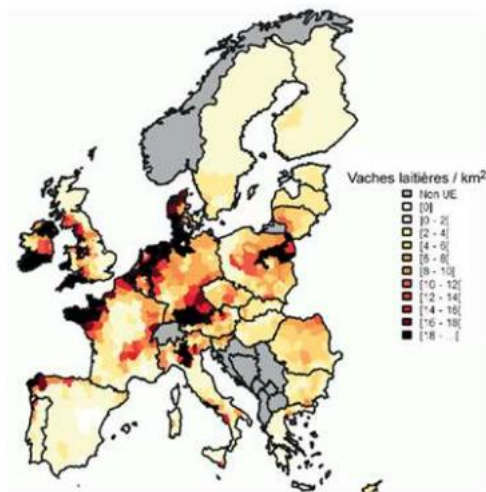 Vaches laitières / km²
Non UE
[0]
]0 - 2[
[2 - 4[
[4 - 6[
[6 - 8[
[8 - 10[
[10 - 12[
[12 - 14[
[14 - 16[
[16 - 18[
[18 - ...[